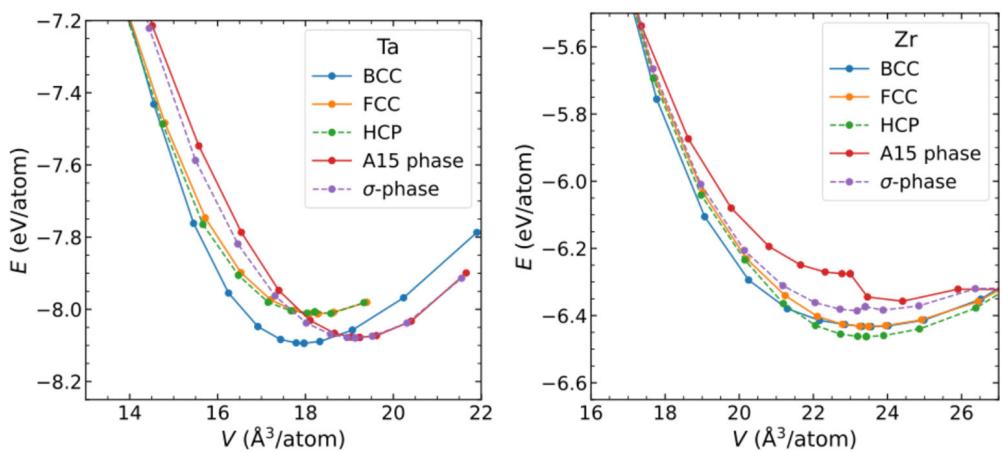 Ta
BCC
FCC
HCP
A15 phase
σ-phase
−7.2
−7.4
−7.6
−7.8
−8.0
−8.2
E (eV/atom)
14
16
18
20
22
V (Å³/atom)
Zr
BCC
FCC
HCP
A15 phase
σ-phase
−5.6
−5.8
−6.0
−6.2
−6.4
−6.6
E (eV/atom)
16
18
20
22
24
26
V (Å³/atom)